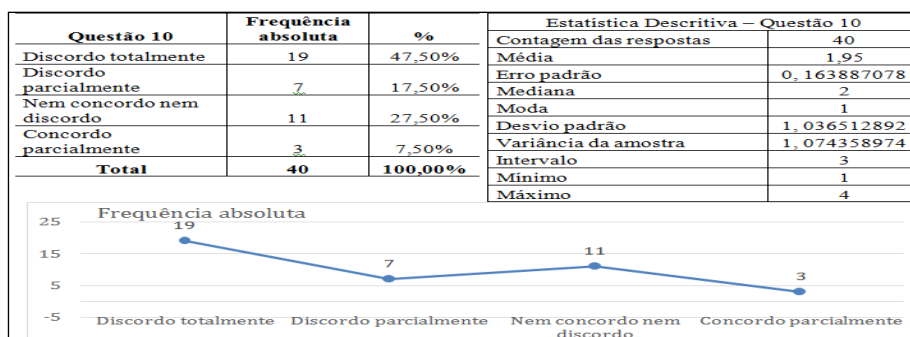 Questão 10 Frequência absoluta %
Discordo totalmente 19 47,50%
Discordo parcialmente 7 17,50%
Nem concordo nem discordo 11 27,50%
Concordo parcialmente 3 7,50%
Total 40 100,00%
Estatística Descritiva – Questão 10
Contagem das respostas 40
Média 1,95
Erro padrão 0, 163887078
Mediana 2
Moda 1
Desvio padrão 1, 036512892
Variância da amostra 1, 074358974
Intervalo 3
Mínimo 1
Máximo 4
Frequência absoluta
25
15
5
-5
19
7
11
3
Discordo totalmente
Discordo parcialmente
Nem concordo nem
discordo
Concordo parcialmente